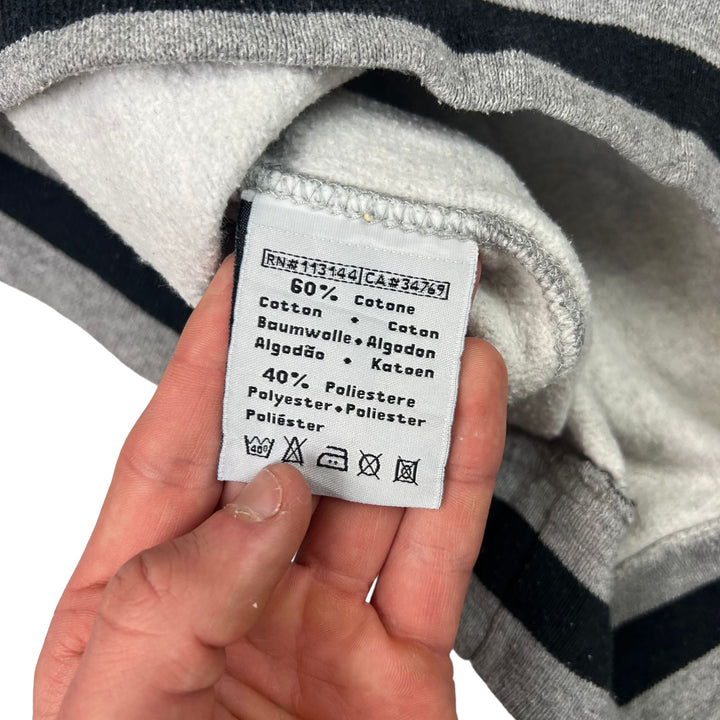 RN#113144 CA#34769
60% Cotone
Cotton • Coton
Baumwolle • Algodon
Algodão • Katoen
40% Poliestere
Polyester • Poliester
Poliéster
40°